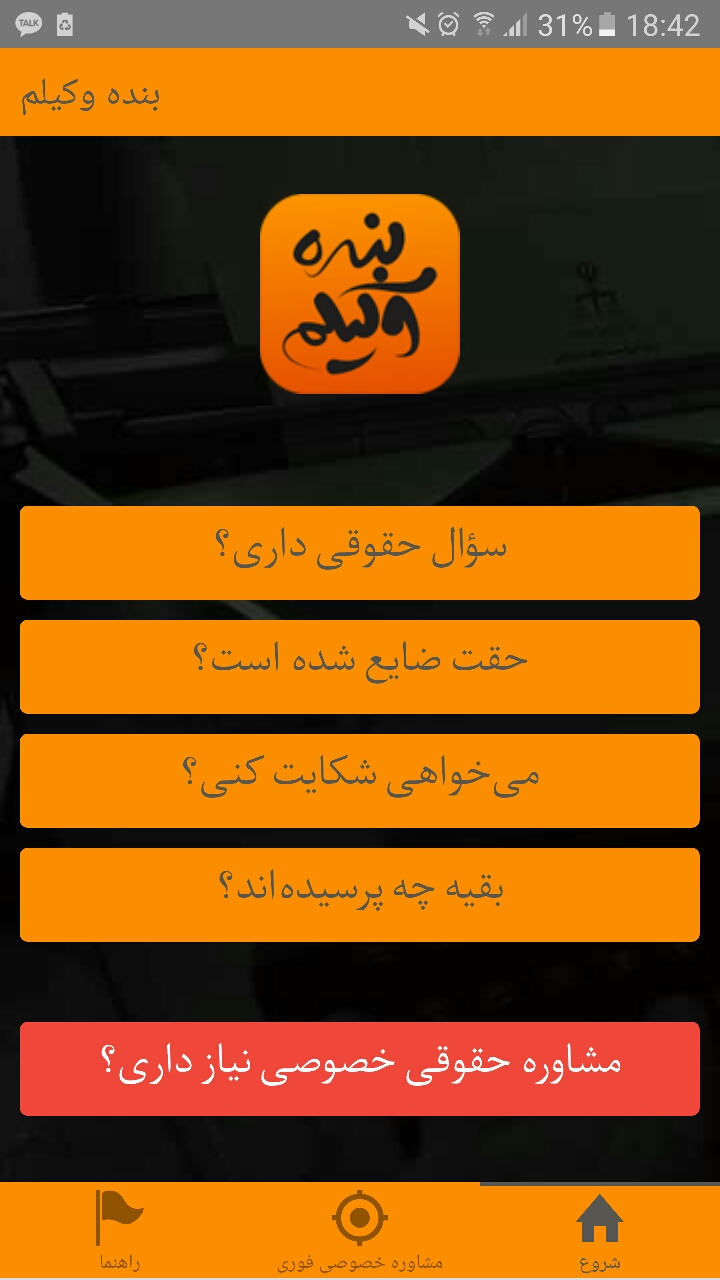 TALK
31% 18:42
بنده وکیلم
بنده
وکیلم
سؤال حقوقی داری؟
حقت ضایع شده است؟
می‌خواهی شکایت کنی؟
بقیه چه پرسیده‌اند؟
مشاوره حقوقی خصوصی نیاز داری؟
شروع
مشاوره خصوصی فوری
راهنما